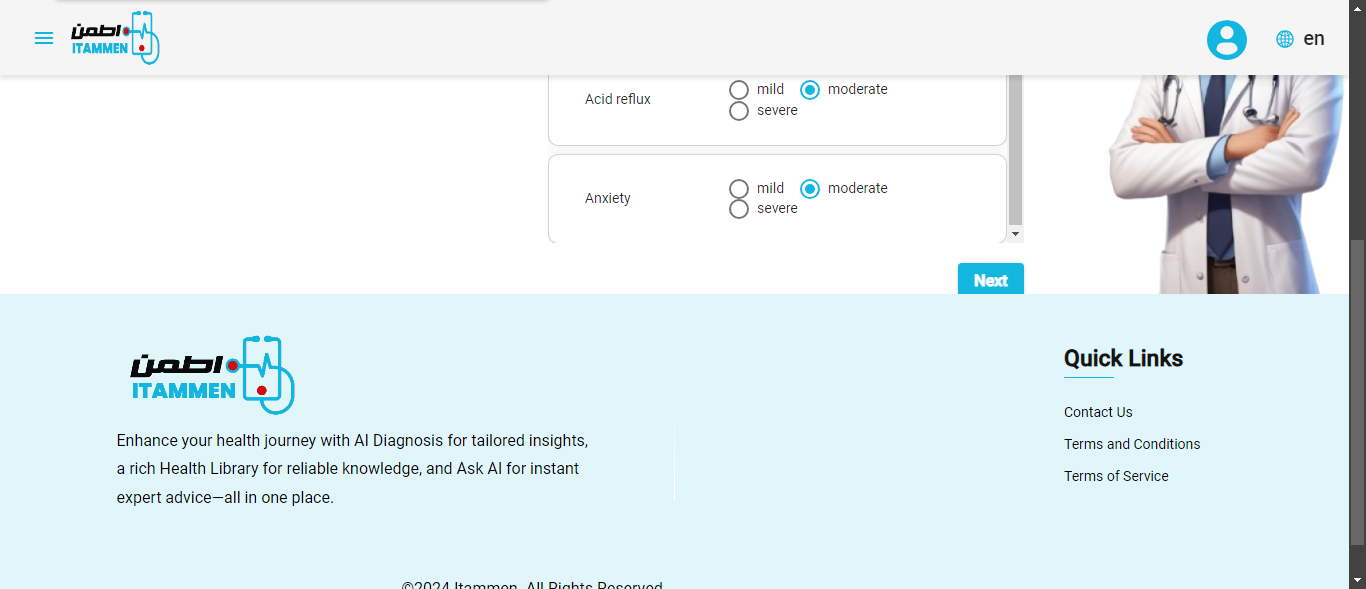 اطمن
ITAMMEN
en
Acid reflux
mild
moderate
severe
Anxiety
mild
moderate
severe
Next
اطمن
ITAMMEN
Enhance your health journey with AI Diagnosis for tailored insights,
a rich Health Library for reliable knowledge, and Ask AI for instant
expert advice—all in one place.
Quick Links
Contact Us
Terms and Conditions
Terms of Service
©2024 Itammen. All Rights Reserved